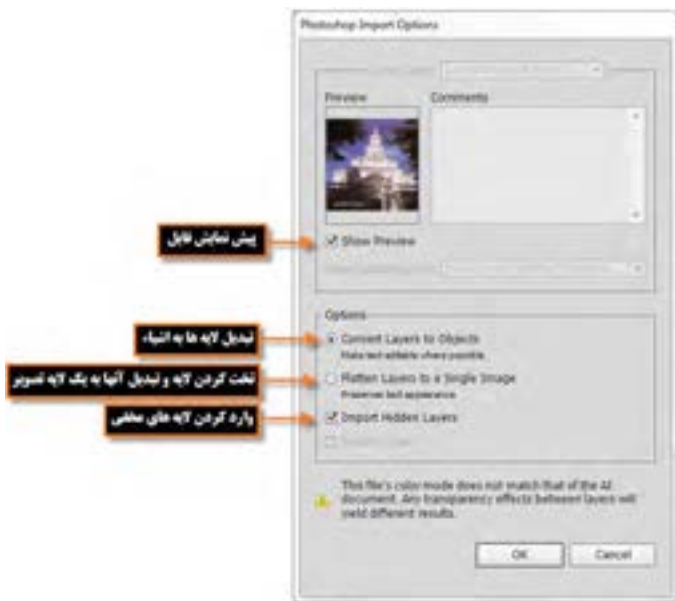 Photoshop Import Options
Preview
Comments
پیش نمایش فایل
Show Preview
Options
تبدیل لایه ها به اشیاء
Convert Layers to Objects
Make text editable where possible
تخت کردن لایه و تبدیل آنها به یک لایه تصویر
Flatten Layers to a Single Image
Preserves text appearance
وارد کردن لایه های مخفی
Import Hidden Layers
This file's color mode does not match that of the AI
document. Any transparency effects between layers will
yield different results.
OK
Cancel